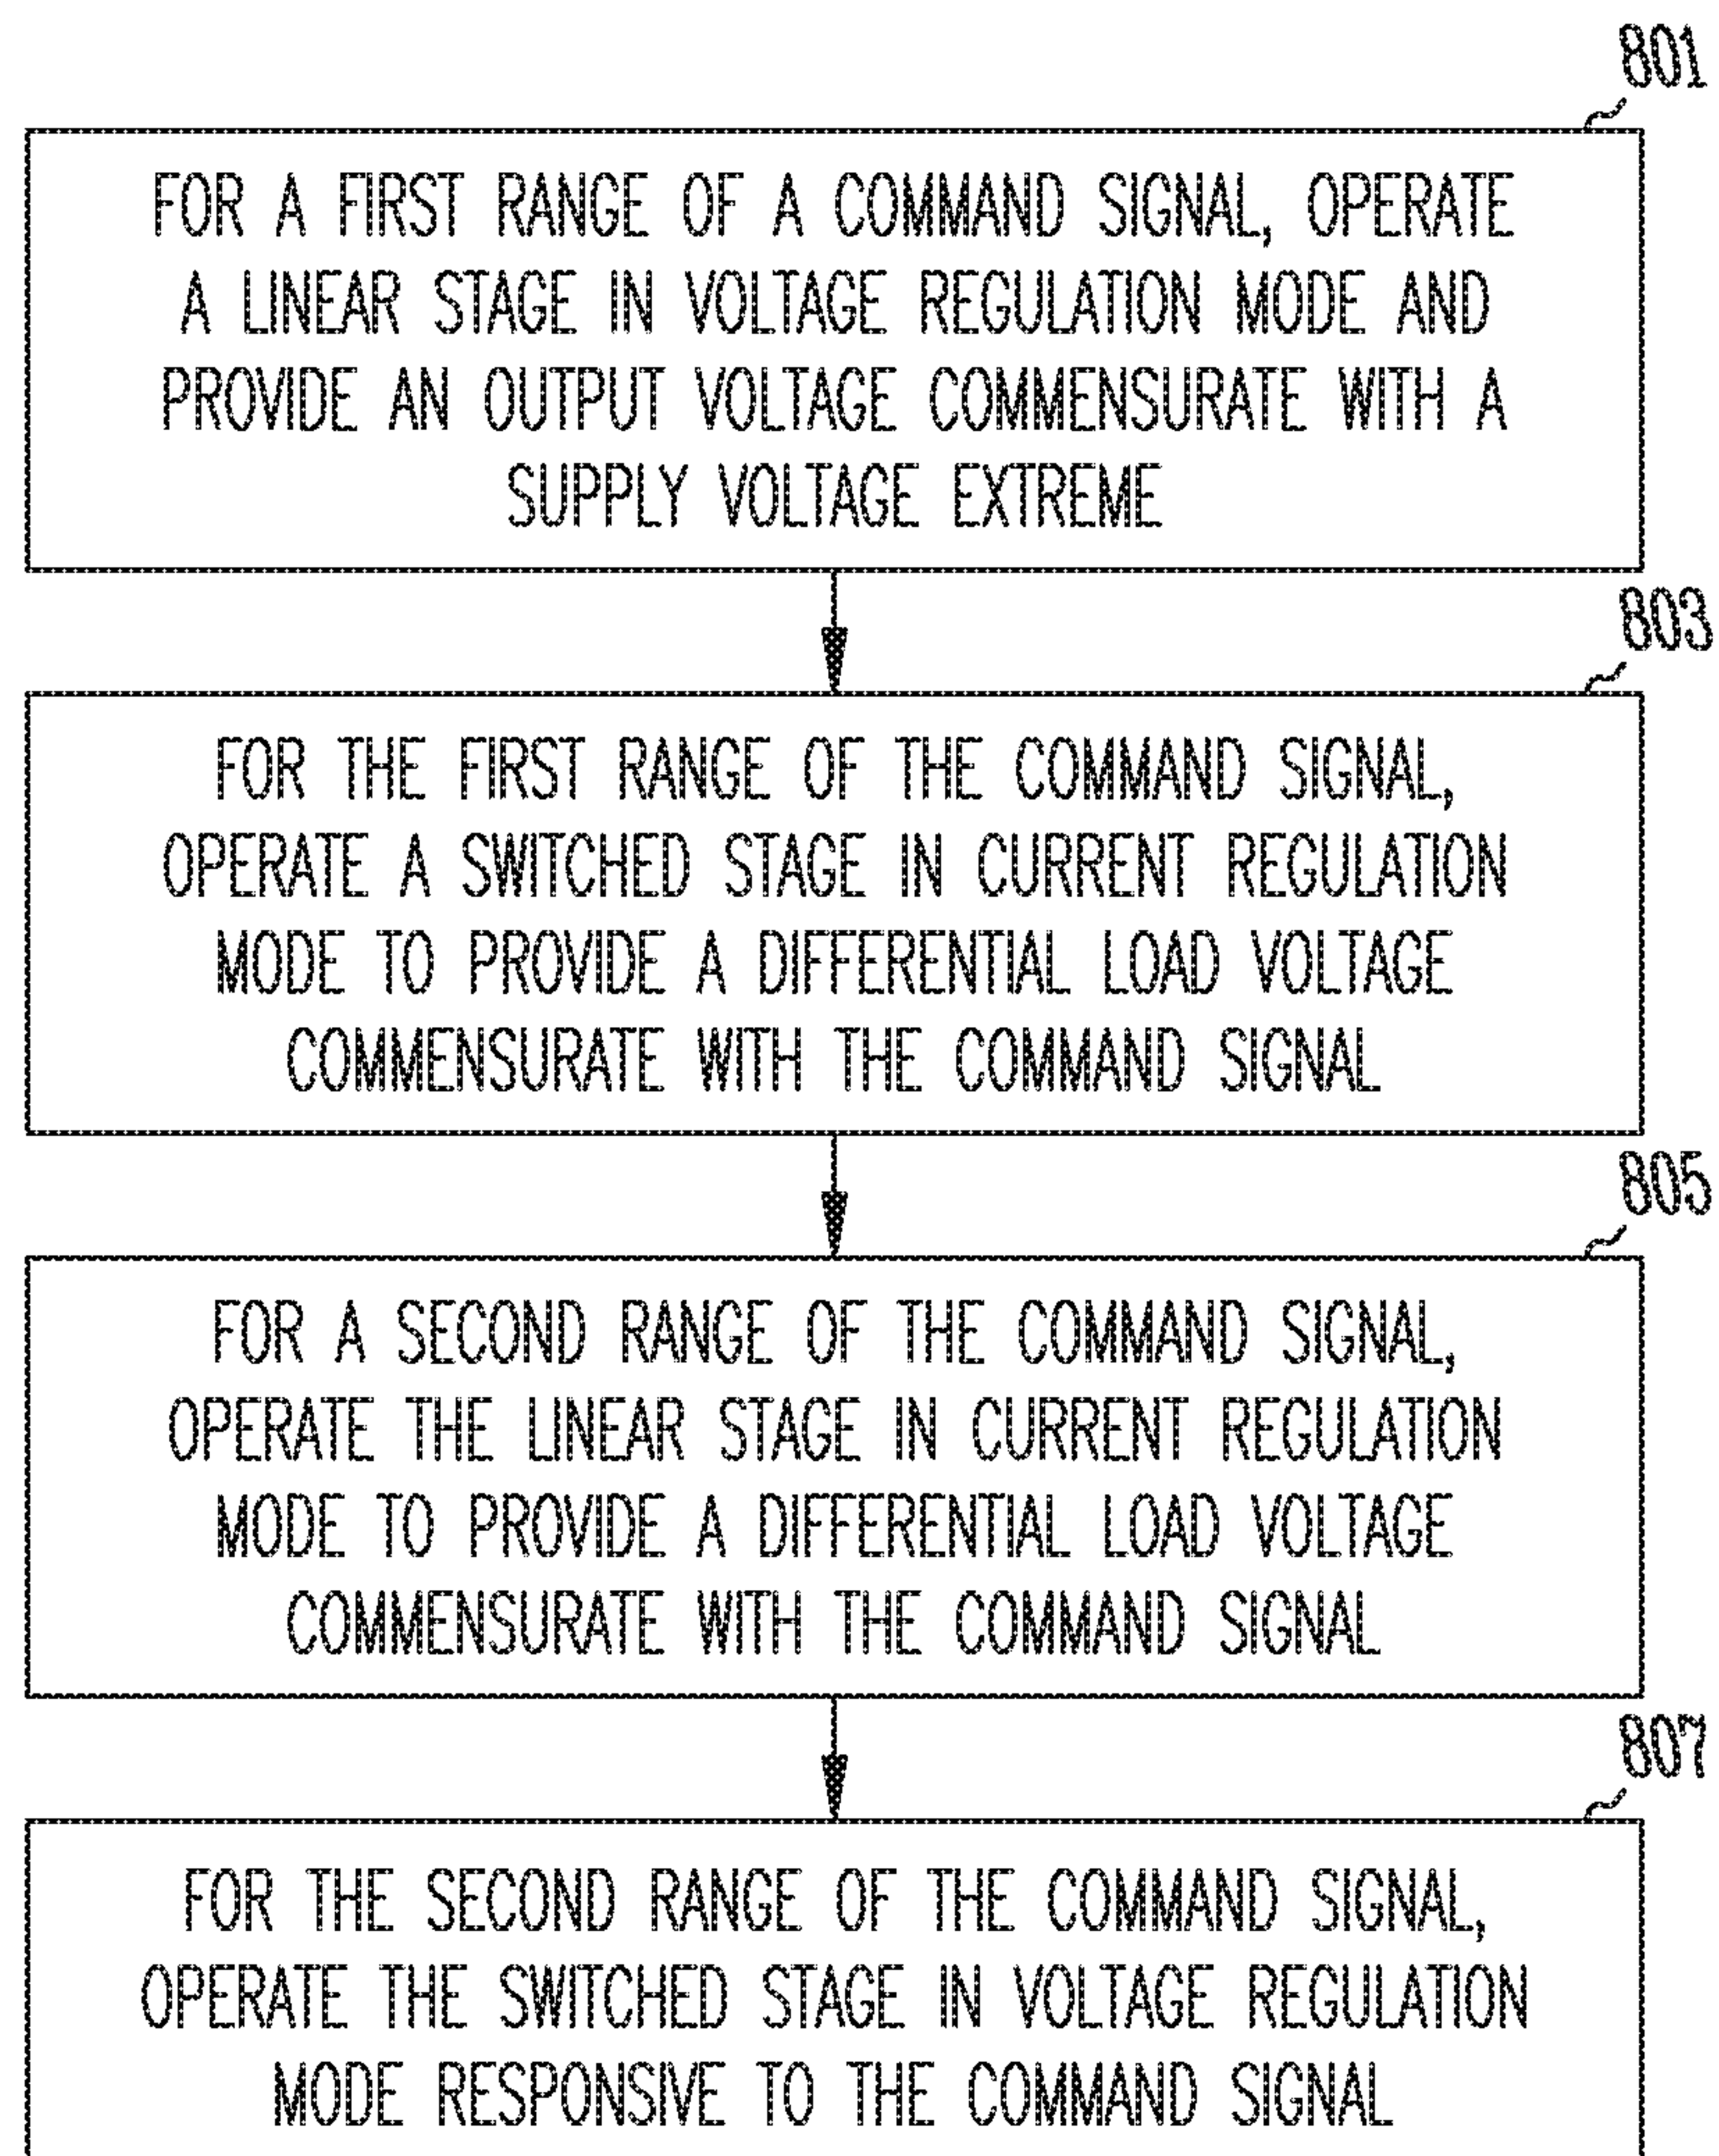 801
FOR A FIRST RANGE OF A COMMAND SIGNAL, OPERATE
A LINEAR STAGE IN VOLTAGE REGULATION MODE AND
PROVIDE AN OUTPUT VOLTAGE COMMENSURATE WITH A
SUPPLY VOLTAGE EXTREME
803
FOR THE FIRST RANGE OF THE COMMAND SIGNAL,
OPERATE A SWITCHED STAGE IN CURRENT REGULATION
MODE TO PROVIDE A DIFFERENTIAL LOAD VOLTAGE
COMMENSURATE WITH THE COMMAND SIGNAL
805
FOR A SECOND RANGE OF THE COMMAND SIGNAL,
OPERATE THE LINEAR STAGE IN CURRENT REGULATION
MODE TO PROVIDE A DIFFERENTIAL LOAD VOLTAGE
COMMENSURATE WITH THE COMMAND SIGNAL
807
FOR THE SECOND RANGE OF THE COMMAND SIGNAL,
OPERATE THE SWITCHED STAGE IN VOLTAGE REGULATION
MODE RESPONSIVE TO THE COMMAND SIGNAL